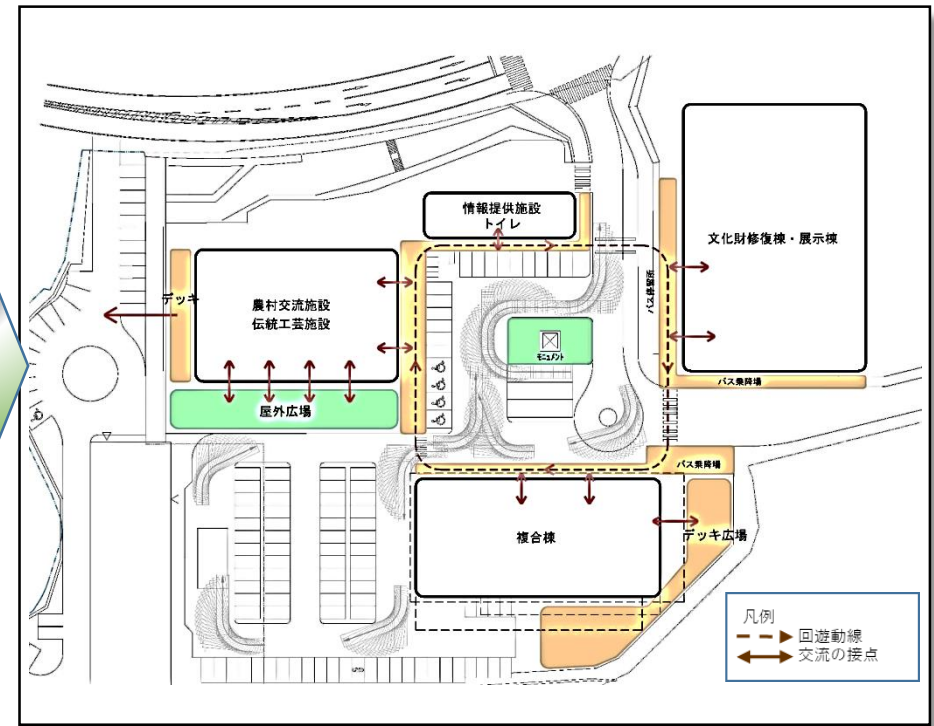 情報提供施設
トイレ
文化財修復棟・展示棟
デッキ
農村交流施設
伝統工芸施設
バス停留所
モニュメント
バス乗降場
屋外広場
バス乗降場
複合棟
デッキ広場
凡例
回遊動線
交流の接点